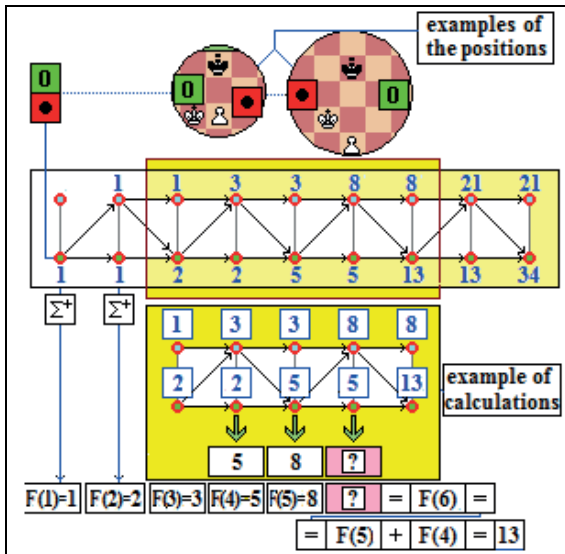 examples of
the positions
0
0
0
1 1 3 3 8 8 21 21
1 1 2 2 5 5 13 13 34
Σ+ Σ+
1 3 3 8 8
2 2 5 5 13
example of
calculations
5 8 ?
F(1)=1 F(2)=2 F(3)=3 F(4)=5 F(5)=8 ? = F(6) =
= F(5) + F(4) = 13